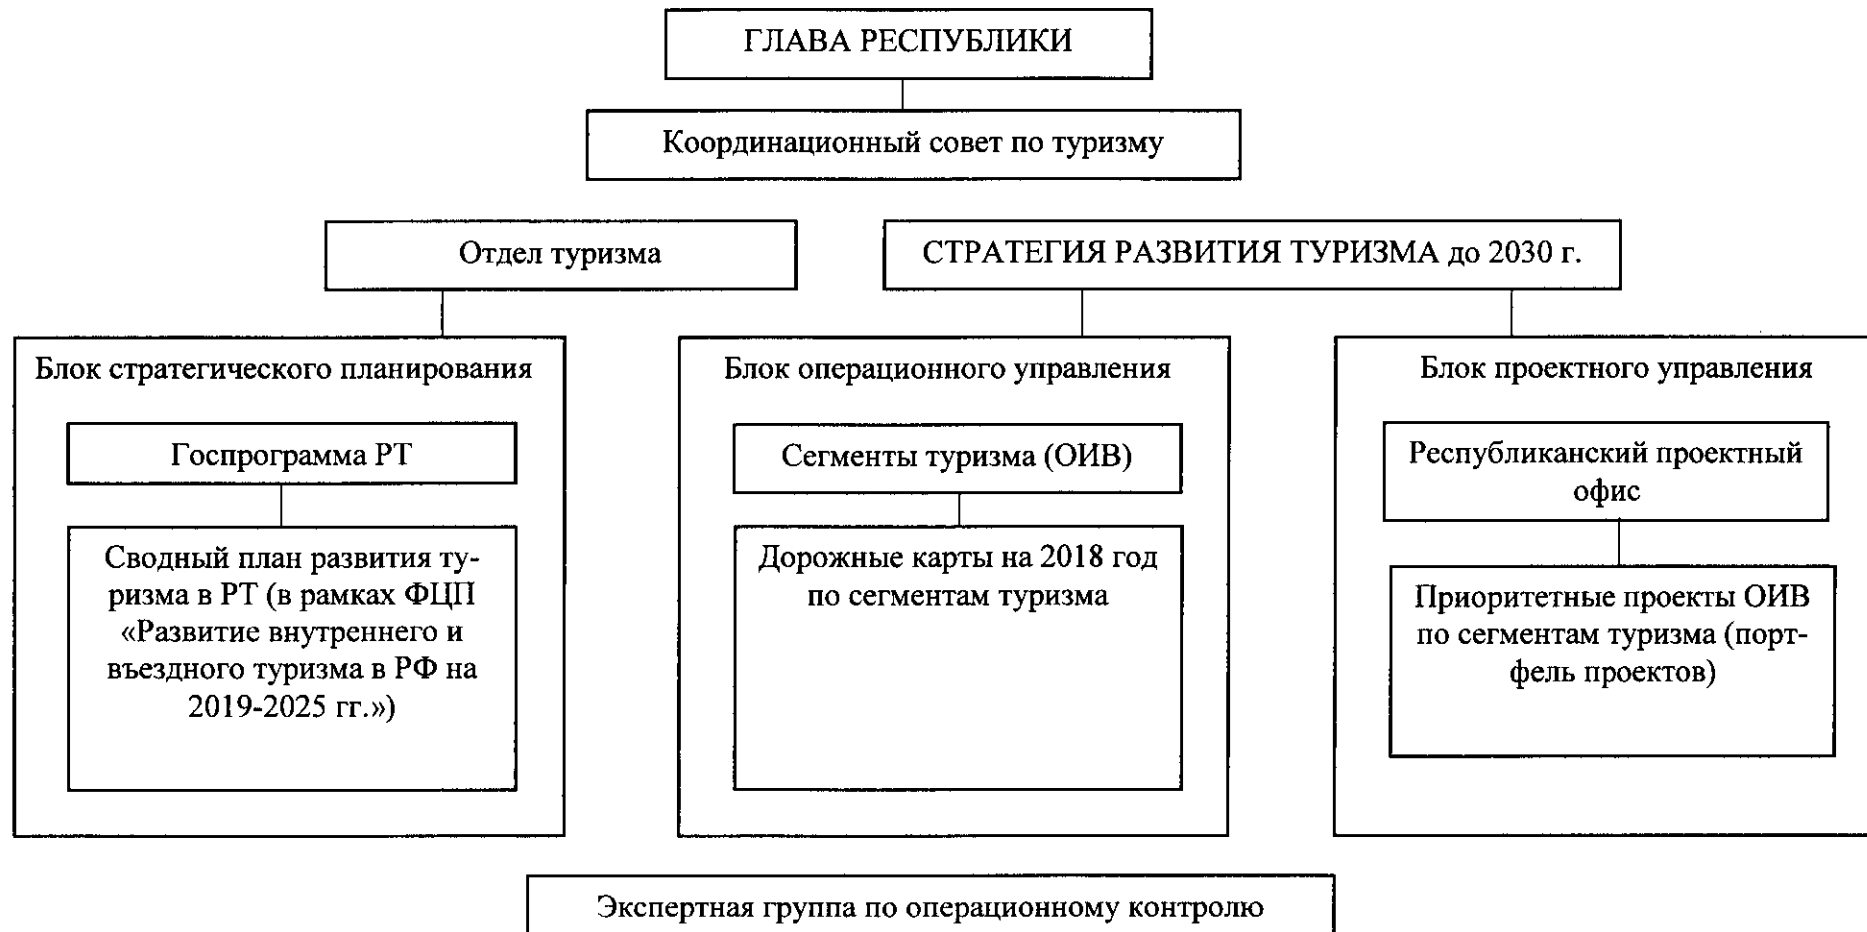 ГЛАВА РЕСПУБЛИКИ
Координационный совет по туризму
Отдел туризма
СТРАТЕГИЯ РАЗВИТИЯ ТУРИЗМА до 2030 г.
Блок стратегического планирования
Госпрограмма РТ
Сводный план развития ту-
ризма в РТ (в рамках ФЦП
«Развитие внутреннего и
въездного туризма в РФ на
2019-2025 гг.»)
Блок операционного управления
Сегменты туризма (ОИВ)
Дорожные карты на 2018 год
по сегментам туризма
Блок проектного управления
Республиканский проектный
офис
Приоритетные проекты ОИВ
по сегментам туризма (порт-
фель проектов)
Экспертная группа по операционному контролю